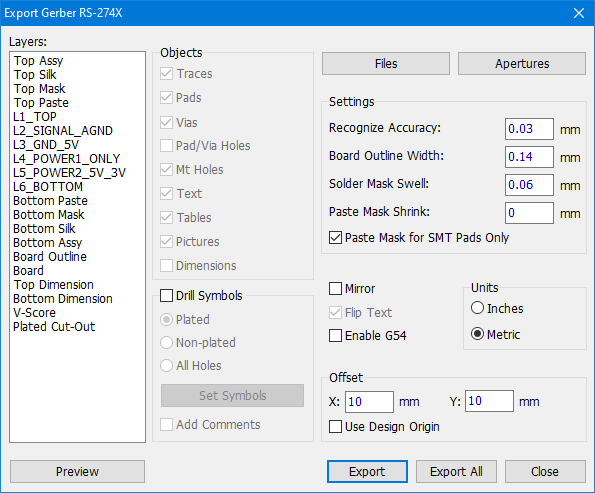 Export Gerber RS-274X
Layers:
Top Assy
Top Silk
Top Mask
Top Paste
L1_TOP
L2_SIGNAL_AGND
L3_GND_5V
L4_POWER1_ONLY
L5_POWER2_5V_3V
L6_BOTTOM
Bottom Paste
Bottom Mask
Bottom Silk
Bottom Assy
Board Outline
Board
Top Dimension
Bottom Dimension
V-Score
Plated Cut-Out
Preview
Objects
Traces
Pads
Vias
Pad/Via Holes
Mt Holes
Text
Tables
Pictures
Dimensions
Drill Symbols
Plated
Non-plated
All Holes
Set Symbols
Add Comments
Files
Apertures
Settings
Recognize Accuracy: 0.03 mm
Board Outline Width: 0.14 mm
Solder Mask Swell: 0.06 mm
Paste Mask Shrink: 0 mm
Paste Mask for SMT Pads Only
Mirror
Flip Text
Enable G54
Units
Inches
Metric
Offset
X: 10 mm Y: 10 mm
Use Design Origin
Export
Export All
Close